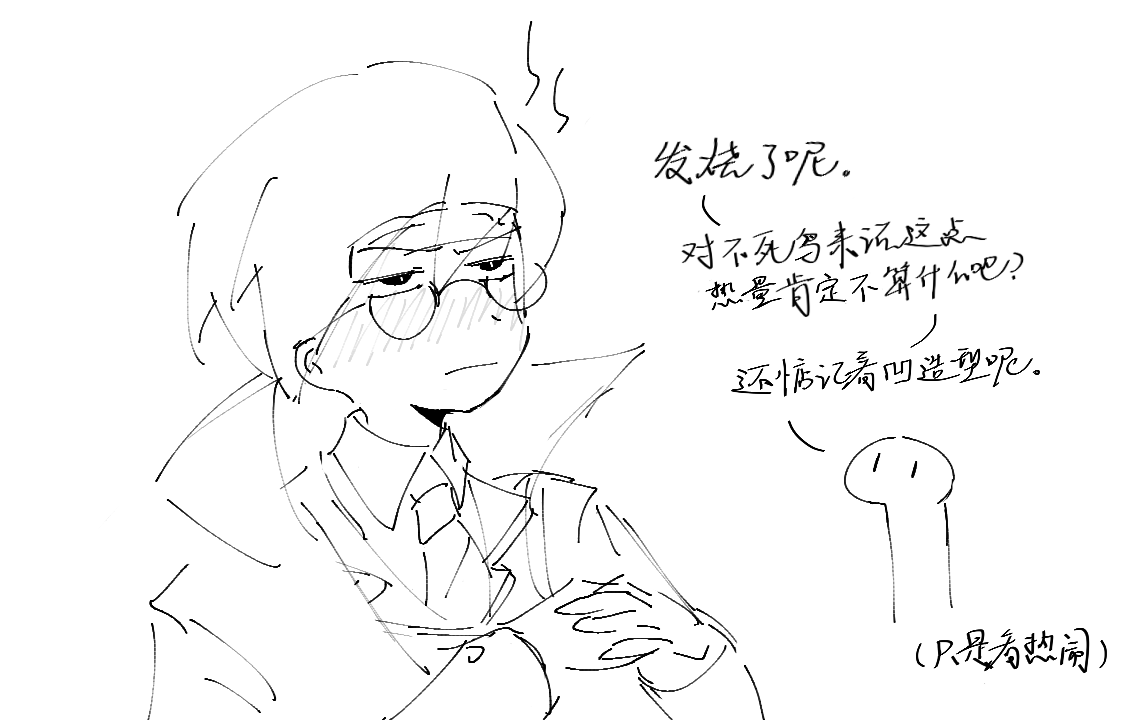 发烧了呢。
对不死鸟来说这点
热量肯定不算什么吧？
还惦记着凹造型呢。
（只是看热闹）